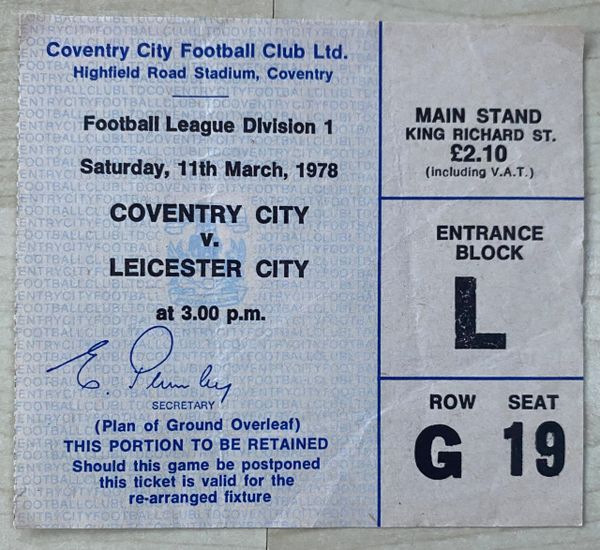 Coventry City Football Club Ltd.
Highfield Road Stadium, Coventry
Football League Division 1
Saturday, 11th March, 1978
COVENTRY CITY
v.
LEICESTER CITY
at 3.00 p.m.
E. Plumley
SECRETARY
(Plan of Ground Overleaf)
THIS PORTION TO BE RETAINED
Should this game be postponed
this ticket is valid for the
re-arranged fixture
MAIN STAND
KING RICHARD ST.
£2.10
(including V.A.T.)
ENTRANCE
BLOCK
L
ROW SEAT
G 19